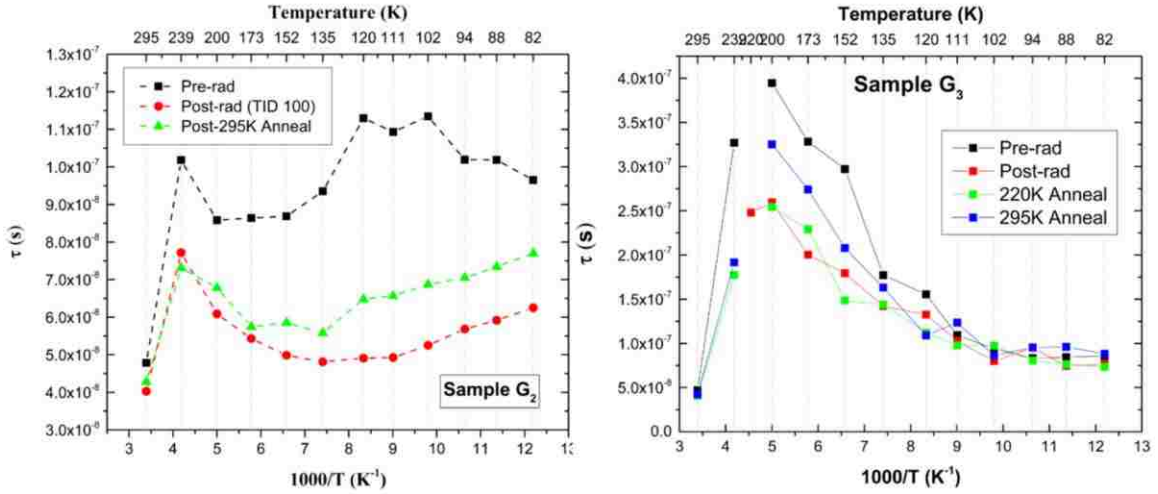 Temperature (K)
295 239 200 173 152 135 120 111 102 94 88 82
1.3x10⁻⁷
1.2x10⁻⁷
1.1x10⁻⁷
1.0x10⁻⁷
9.0x10⁻⁸
8.0x10⁻⁸
7.0x10⁻⁸
6.0x10⁻⁸
5.0x10⁻⁸
4.0x10⁻⁸
3.0x10⁻⁸
τ (s)
Pre-rad
Post-rad (TID 100)
Post-295K Anneal
Sample G₂
3 4 5 6 7 8 9 10 11 12 13
1000/T (K⁻¹)
Temperature (K)
295 239 220 200 173 152 135 120 111 102 94 88 82
4.0x10⁻⁷
3.5x10⁻⁷
3.0x10⁻⁷
2.5x10⁻⁷
2.0x10⁻⁷
1.5x10⁻⁷
1.0x10⁻⁷
5.0x10⁻⁸
0.0
τ (s)
Sample G₃
Pre-rad
Post-rad
220K Anneal
295K Anneal
3 4 5 6 7 8 9 10 11 12 13
1000/T (K⁻¹)